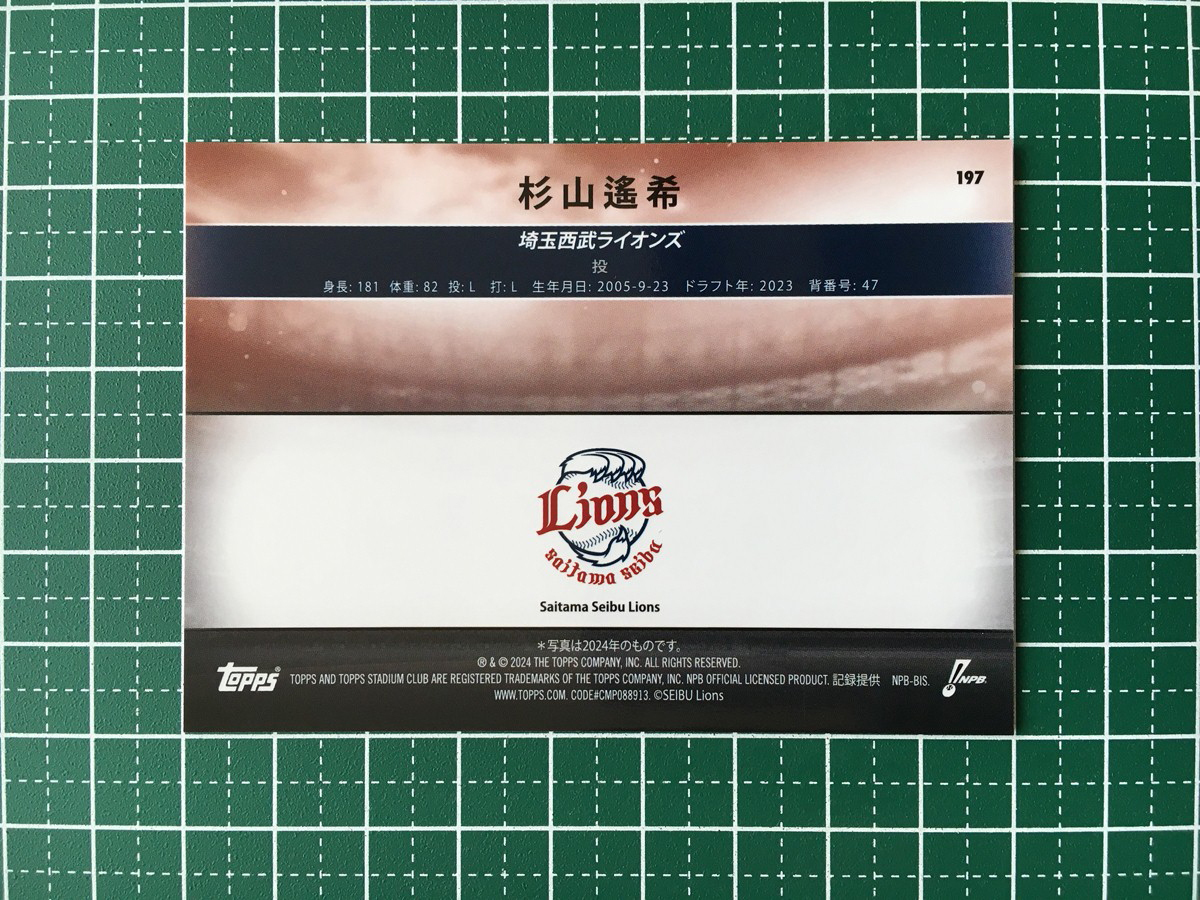 197
杉山遙希
埼玉西武ライオンズ
投
身長: 181 体重: 82 投: L 打: L 生年月日: 2005-9-23 ドラフト年: 2023 背番号: 47
Lions
Saitama Seibu
Saitama Seibu Lions
＊写真は2024年のものです。
® & © 2024 THE TOPPS COMPANY, INC. ALL RIGHTS RESERVED.
Topps® TOPPS AND TOPPS STADIUM CLUB ARE REGISTERED TRADEMARKS OF THE TOPPS COMPANY, INC. NPB OFFICIAL LICENSED PRODUCT. 記録提供 NPB-BIS. NPB
WWW.TOPPS.COM. CODE#CMP088913. ©SEIBU Lions